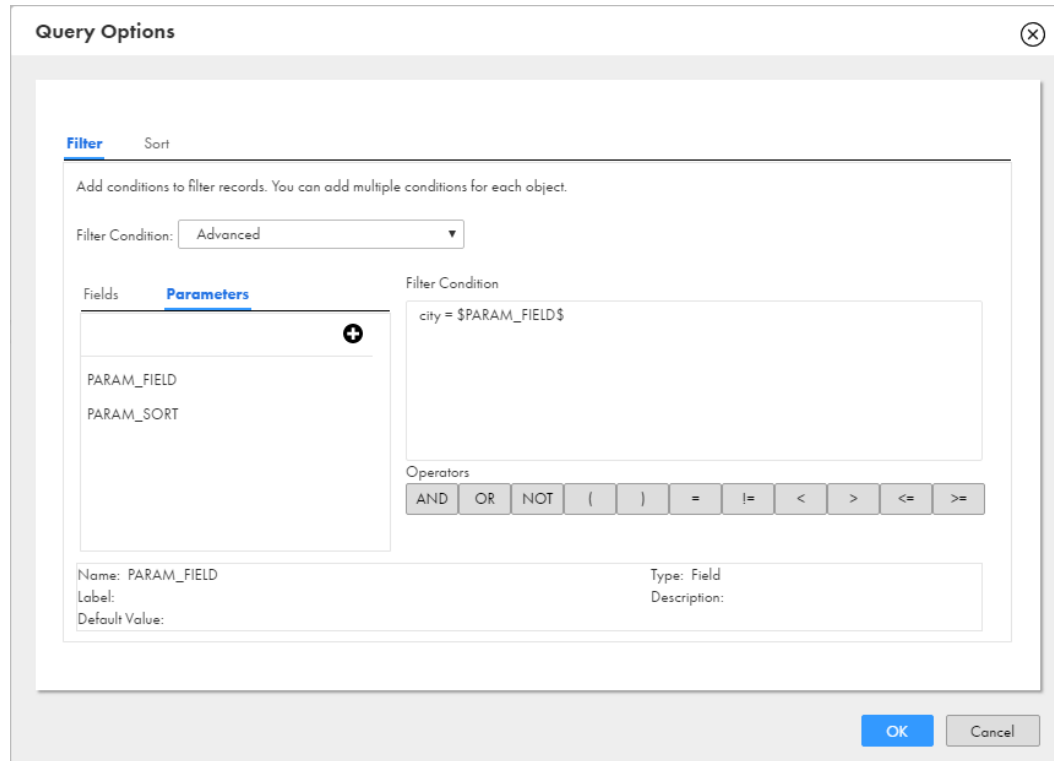 Query Options
Filter Sort
Add conditions to filter records. You can add multiple conditions for each object.
Filter Condition: Advanced
Fields Parameters
PARAM_FIELD
PARAM_SORT
Filter Condition
city = $PARAM_FIELD$
Operators
AND OR NOT ( ) = != < > <= >=
Name: PARAM_FIELD Type: Field
Label: Description:
Default Value:
OK Cancel